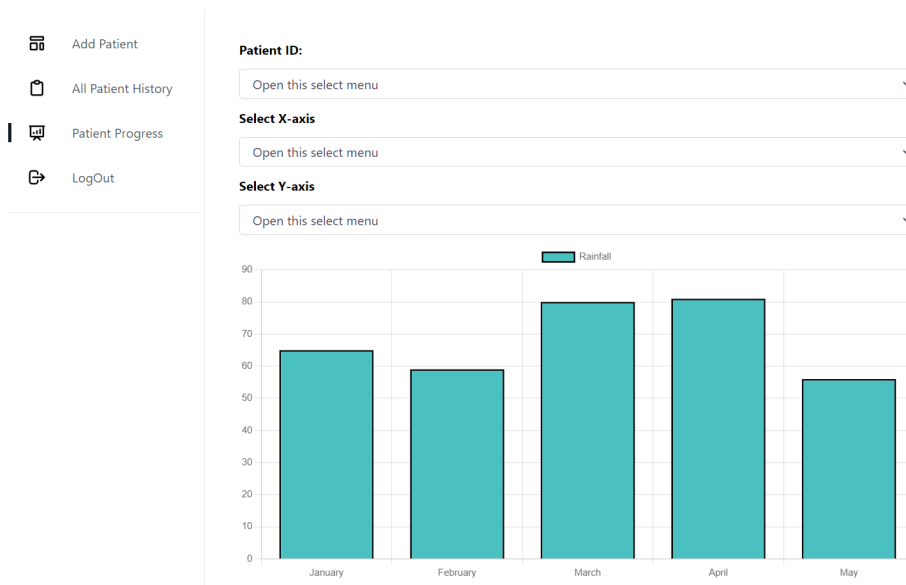 Add Patient
All Patient History
Patient Progress
LogOut
Patient ID:
Open this select menu
Select X-axis
Open this select menu
Select Y-axis
Open this select menu
Rainfall
90
80
70
60
50
40
30
20
10
0
January February March April May